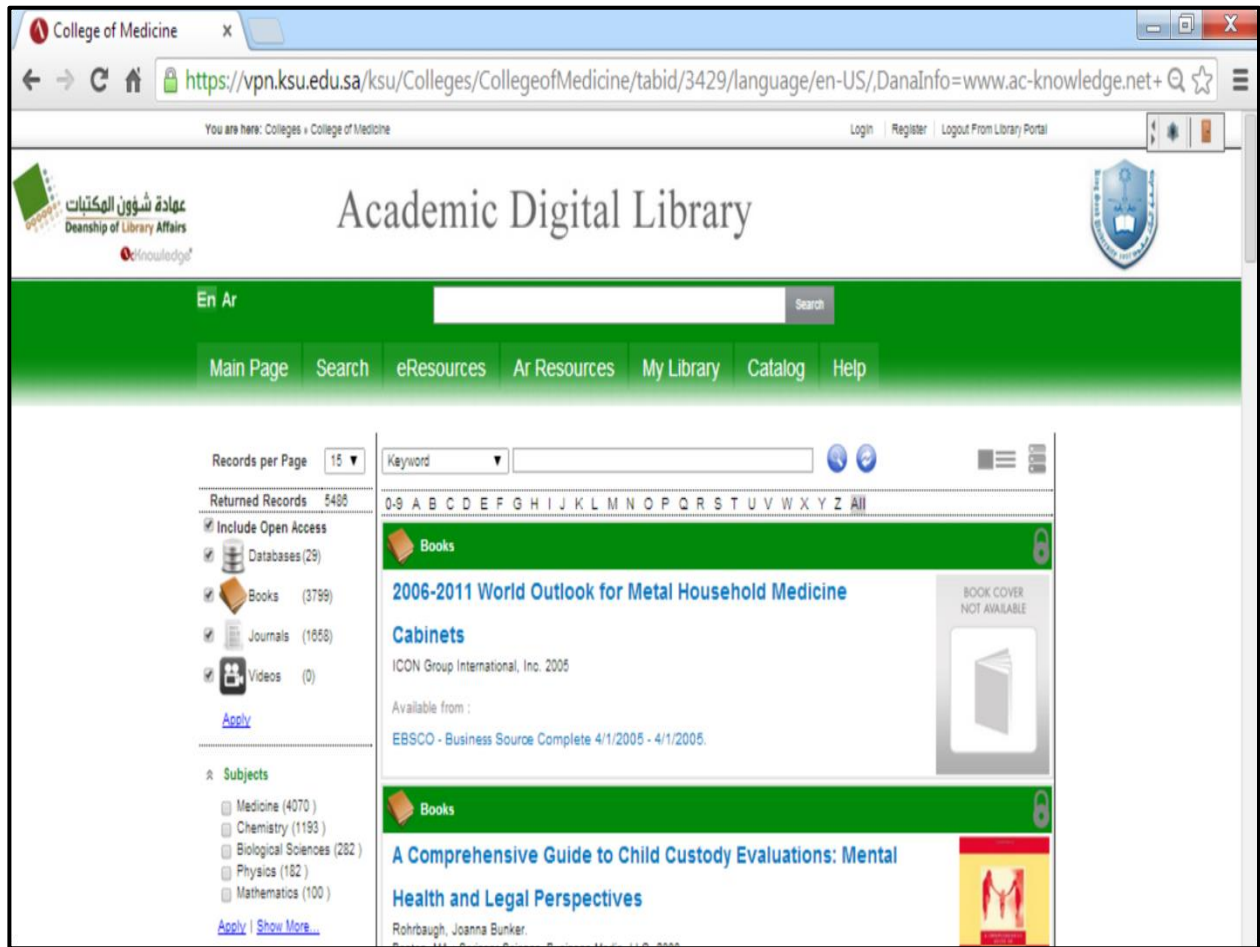 College of Medicine
https://vpn.ksu.edu.sa/ksu/Colleges/CollegeofMedicine/tabid/3429/language/en-US/,DanaInfo=www.ac-knowledge.net+
You are here: Colleges » College of Medicine
Login | Register | Logout From Library Portal
عمادة شؤون المكتبات
Deanship of Library Affairs
AcKnowledge
Academic Digital Library
En Ar
Search
Main Page Search eResources Ar Resources My Library Catalog Help
Records per Page 15
Keyword
Returned Records 5486
0-9 A B C D E F G H I J K L M N O P Q R S T U V W X Y Z All
Include Open Access
Databases (29)
Books (3799)
Journals (1658)
Videos (0)
Apply
Subjects
Medicine (4070 )
Chemistry (1193 )
Biological Sciences (282 )
Physics (182 )
Mathematics (100 )
Apply | Show More...
Books
2006-2011 World Outlook for Metal Household Medicine
Cabinets
ICON Group International, Inc. 2005
Available from :
EBSCO - Business Source Complete 4/1/2005 - 4/1/2005.
BOOK COVER
NOT AVAILABLE
Books
A Comprehensive Guide to Child Custody Evaluations: Mental
Health and Legal Perspectives
Rohrbaugh, Joanna Bunker.